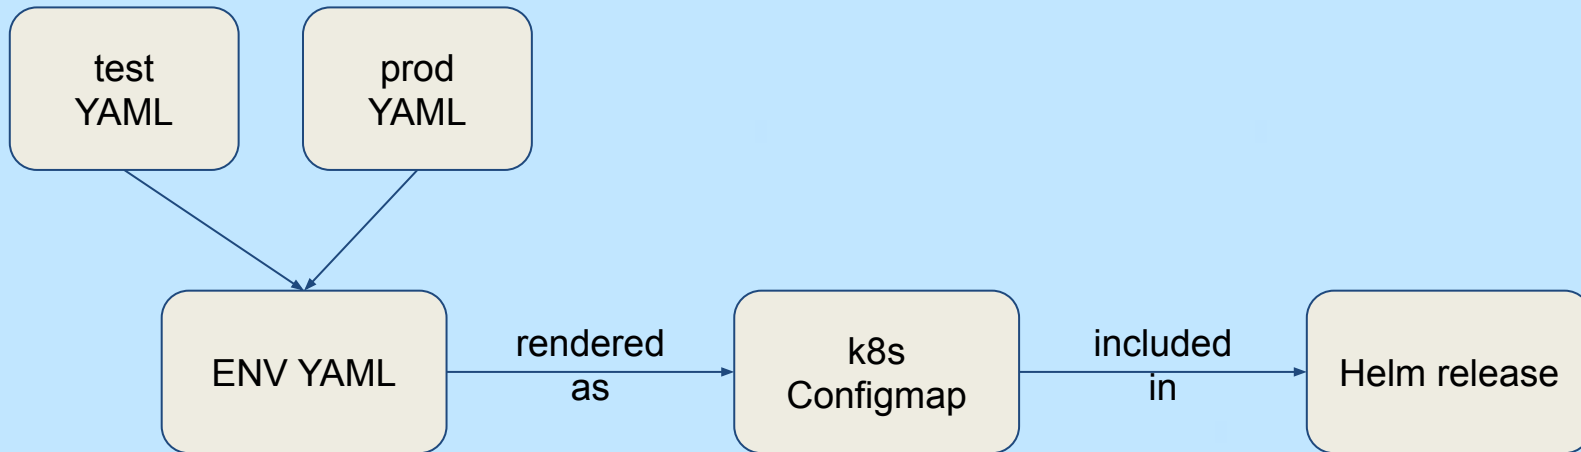 test
YAML
prod
YAML
ENV YAML
rendered
as
k8s
Configmap
included
in
Helm release